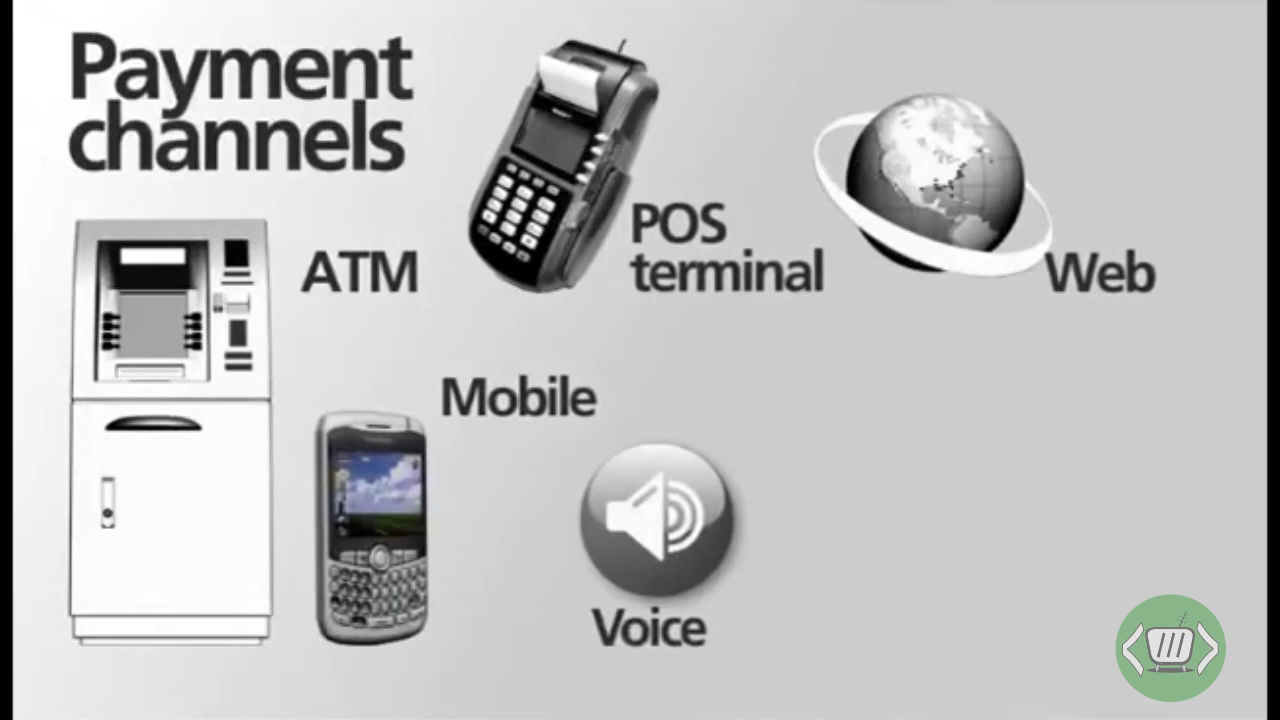 Payment
channels
ATM
POS
terminal
Web
Mobile
Voice